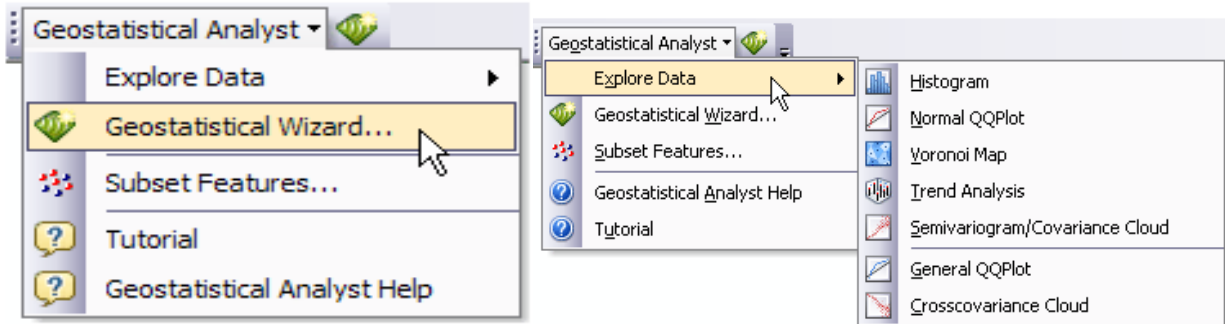 Geostatistical Analyst
Explore Data
Geostatistical Wizard...
Subset Features...
Tutorial
Geostatistical Analyst Help
Geostatistical Analyst
Explore Data
Geostatistical Wizard...
Subset Features...
Geostatistical Analyst Help
Tutorial
Histogram
Normal QQPlot
Voronoi Map
Trend Analysis
Semivariogram/Covariance Cloud
General QQPlot
Crosscovariance Cloud